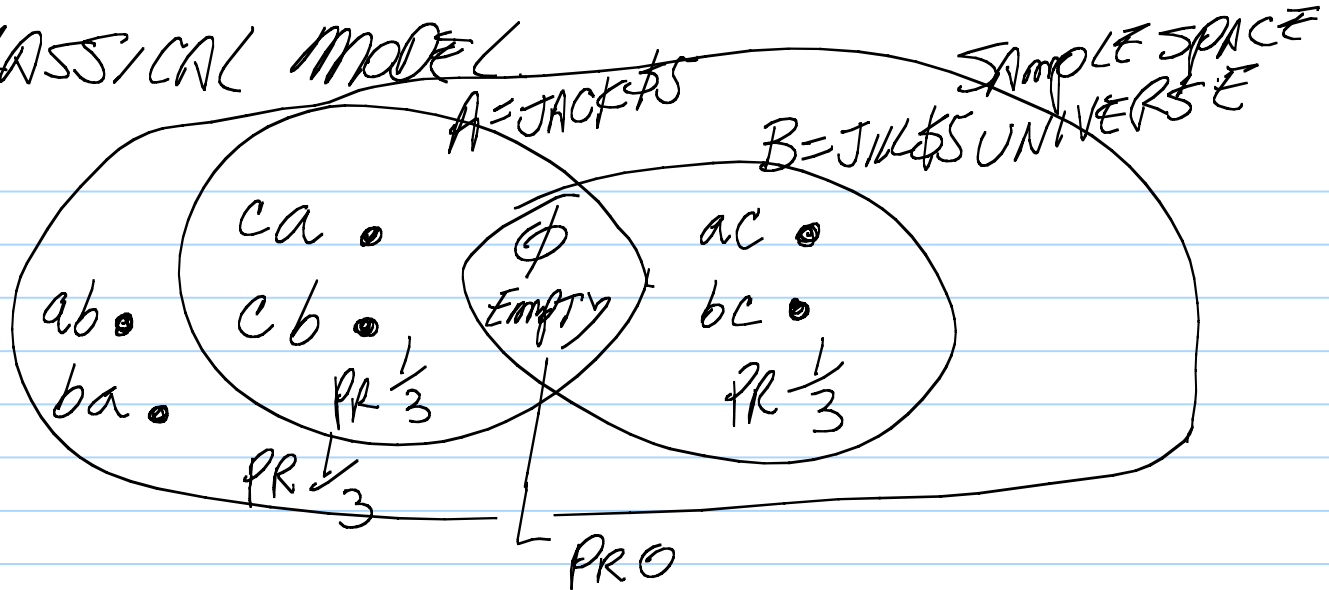 ASSICAL MODEL
SAMPLE SPACE
UNIVERSE
A=JACK $5
B=JILL $5
ca
cb
PR 1/3
ϕ
Empty
ac
bc
PR 1/3
ab
ba
PR 1/3
PR 0